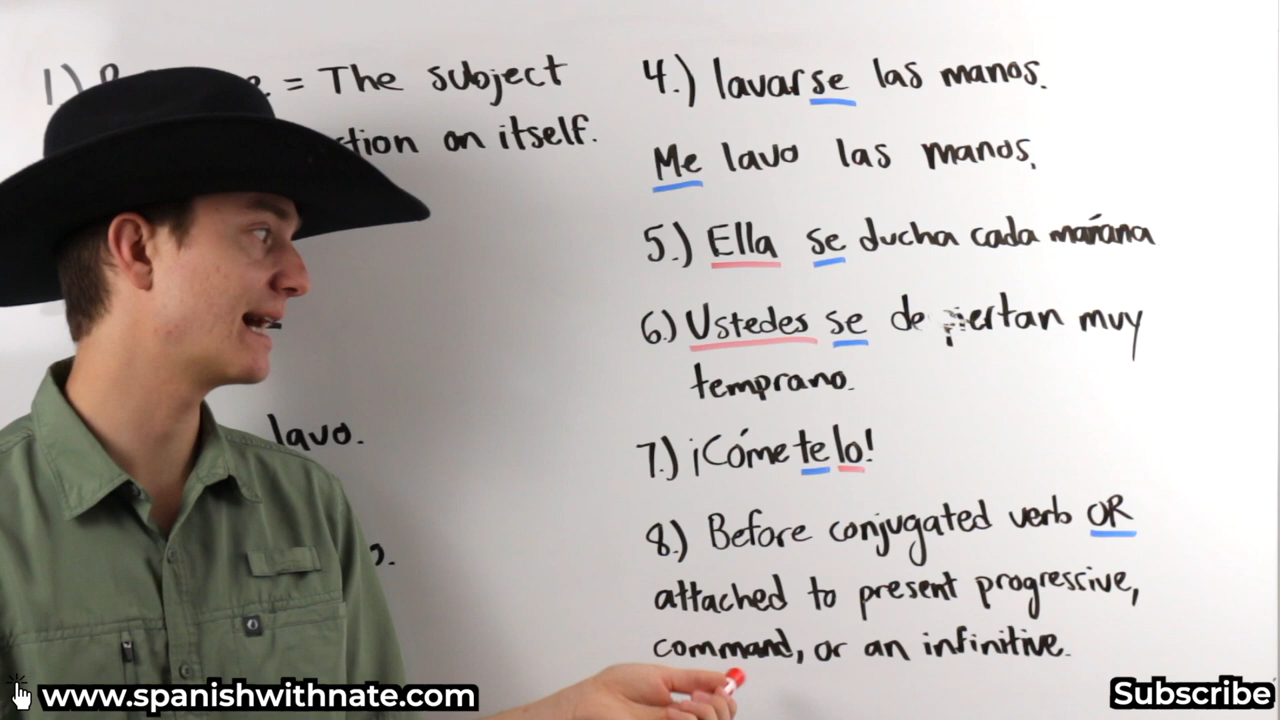 1.) = The subject
on itself.
lavo.
4.) lavarse las manos.
Me lavo las manos.
5.) Ella se ducha cada mañana
6.) Ustedes se muy
temprano.
7.) ¡Cómetelo!
8.) Before conjugated verb OR
attached to present progressive,
command, or an infinitive.
www.spanishwithnate.com
Subscribe